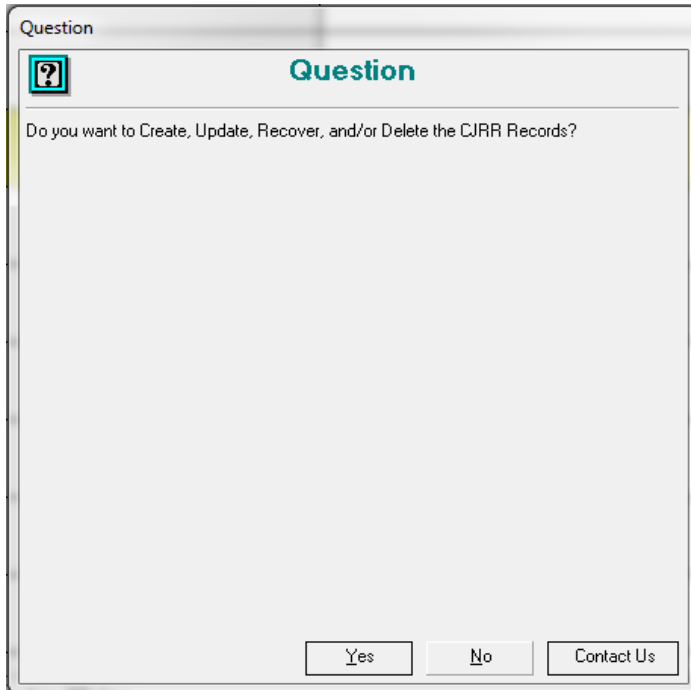 Question
Question
Do you want to Create, Update, Recover, and/or Delete the CJRR Records?
Yes
No
Contact Us